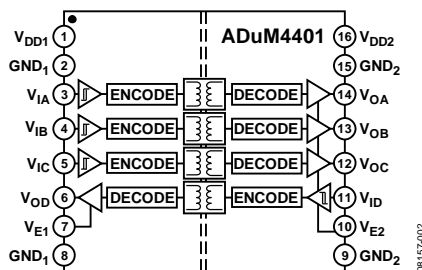 ADuM4401
V_DD1 1
16 V_DD2
GND_1 2
15 GND_2
V_IA 3 ENCODE DECODE 14 V_OA
V_IB 4 ENCODE DECODE 13 V_OB
V_IC 5 ENCODE DECODE 12 V_OC
V_OD 6 DECODE ENCODE 11 V_ID
V_E1 7
10 V_E2
GND_1 8
9 GND_2
08157-002